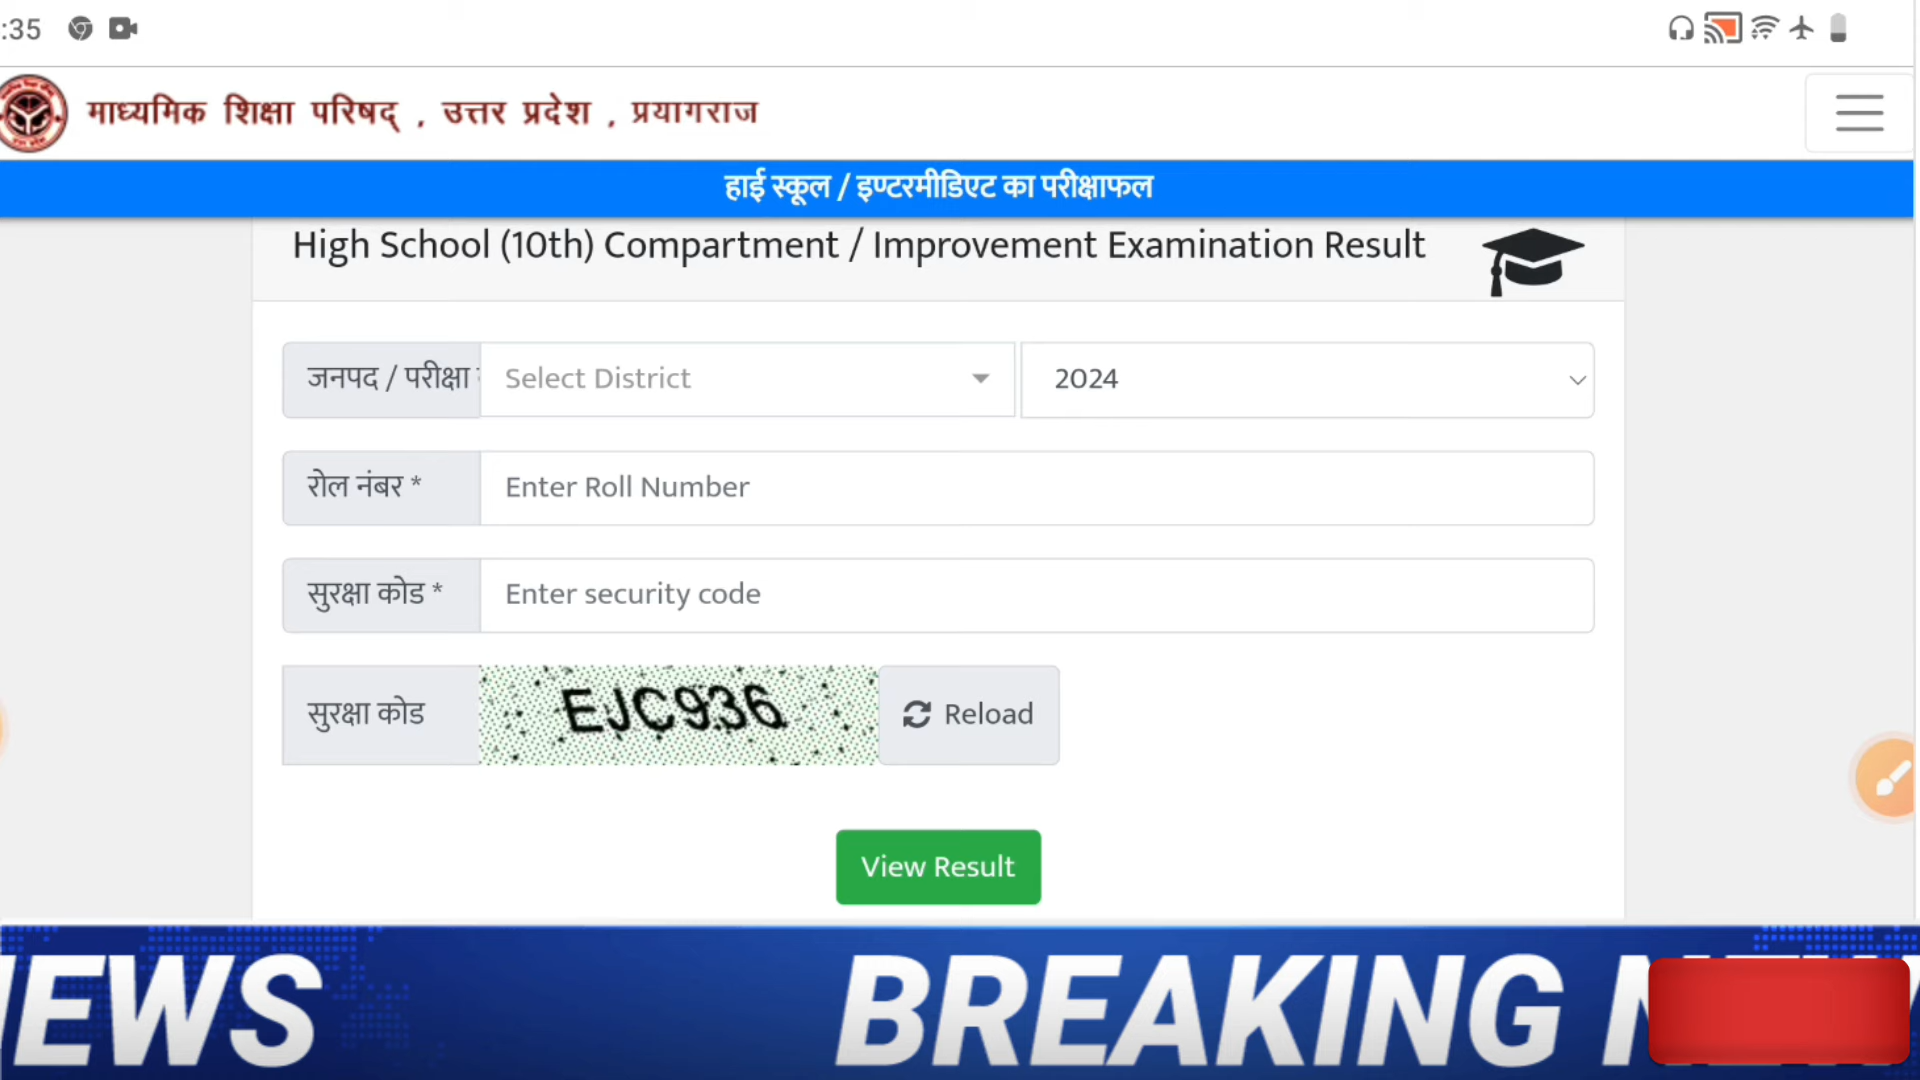 :35
माध्यमिक शिक्षा परिषद् , उत्तर प्रदेश , प्रयागराज
हाई स्कूल / इण्टरमीडिएट का परीक्षाफल
High School (10th) Compartment / Improvement Examination Result
जनपद / परीक्षा Select District 2024
रोल नंबर * Enter Roll Number
सुरक्षा कोड * Enter security code
सुरक्षा कोड EJC936 Reload
View Result
EWS BREAKING